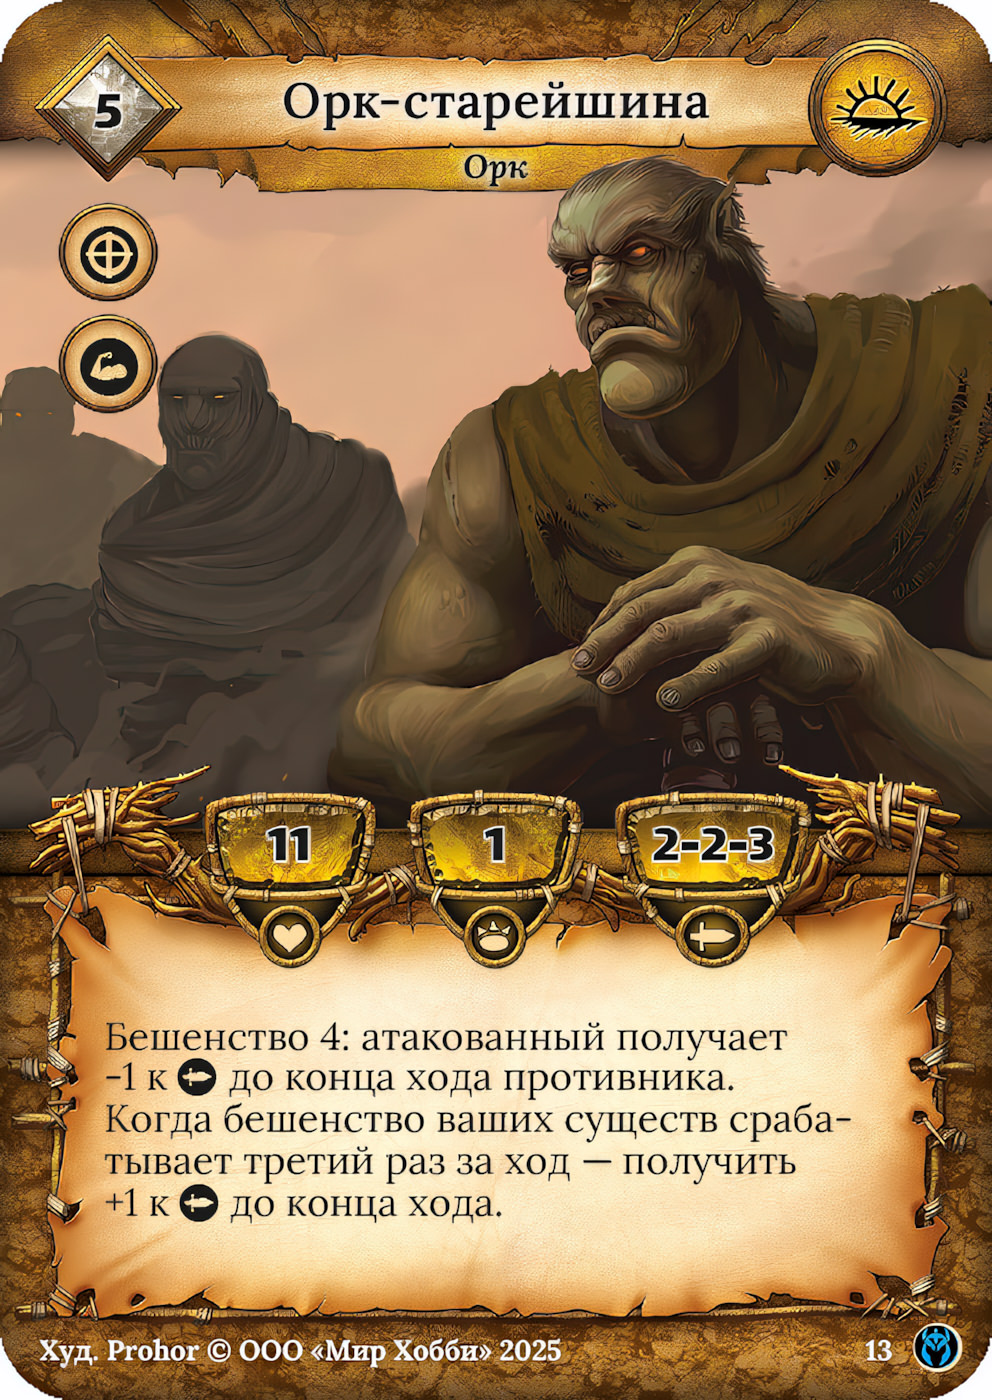 5
Орк-старейшина
Орк
11
1
2-2-3
Бешенство 4: атакованный получает
-1 к до конца хода противника.
Когда бешенство ваших существ сраба-
тывает третий раз за ход — получить
+1 к до конца хода.
Худ. Prohor © ООО «Мир Хобби» 2025
13